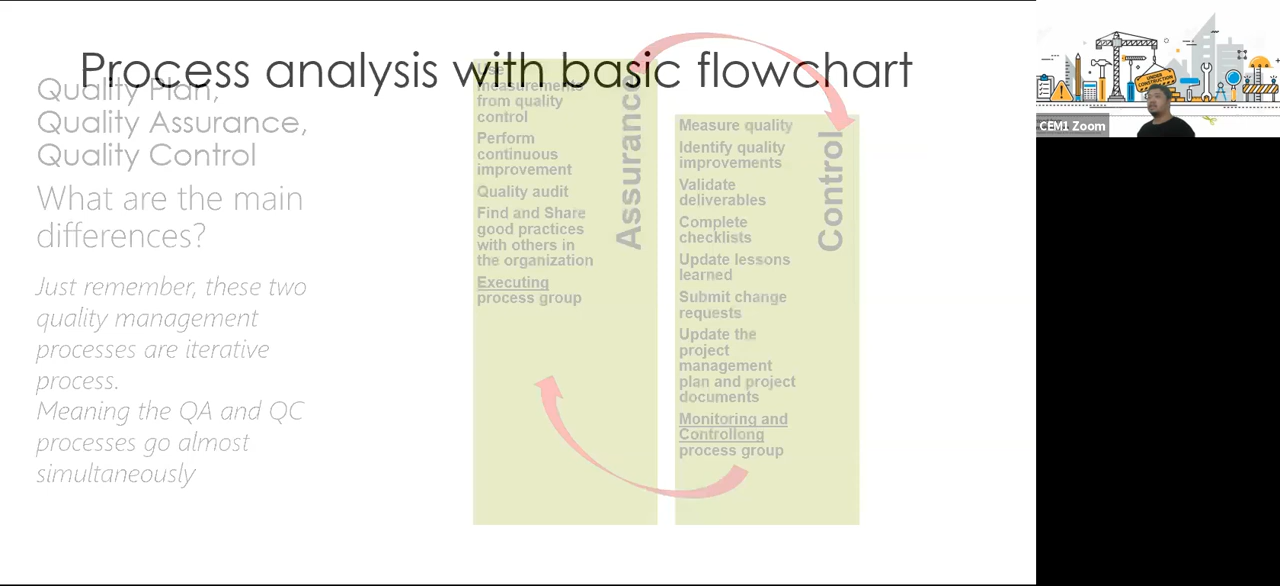 Process analysis with basic flowchart
Quality Plan,
Quality Assurance,
Quality Control
What are the main
differences?
Just remember, these two
quality management
processes are iterative
process.
Meaning the QA and QC
processes go almost
simultaneously
Use
measurements
from quality
control
Perform
continuous
improvement
Quality audit
Find and Share
good practices
with others in
the organization
Executing
process group
Assurance
Measure quality
Identify quality
improvements
Validate
deliverables
Complete
checklists
Update lessons
learned
Submit change
requests
Update the
project
management
plan and project
documents
Monitoring and
Controllong
process group
Control
UNDER
CONSTRUCTION
CEM1 Zoom